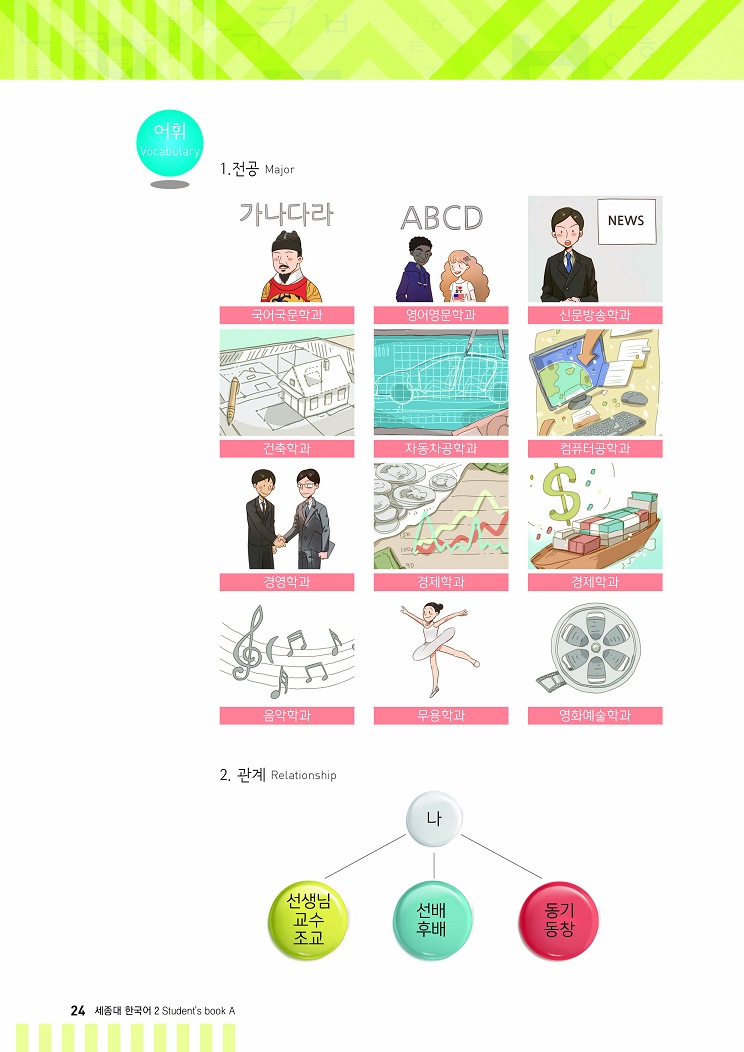 어휘
Vocabulary
1.전공 Major
가나다라
ABCD
NEWS
국어국문학과
영어영문학과
신문방송학과
건축학과
자동차공학과
컴퓨터공학과
경영학과
경제학과
경제학과
음악학과
무용학과
영화예술학과
2. 관계 Relationship
나
선생님
교수
조교
선배
후배
동기
동창
24 세종대 한국어 2 Student's book A